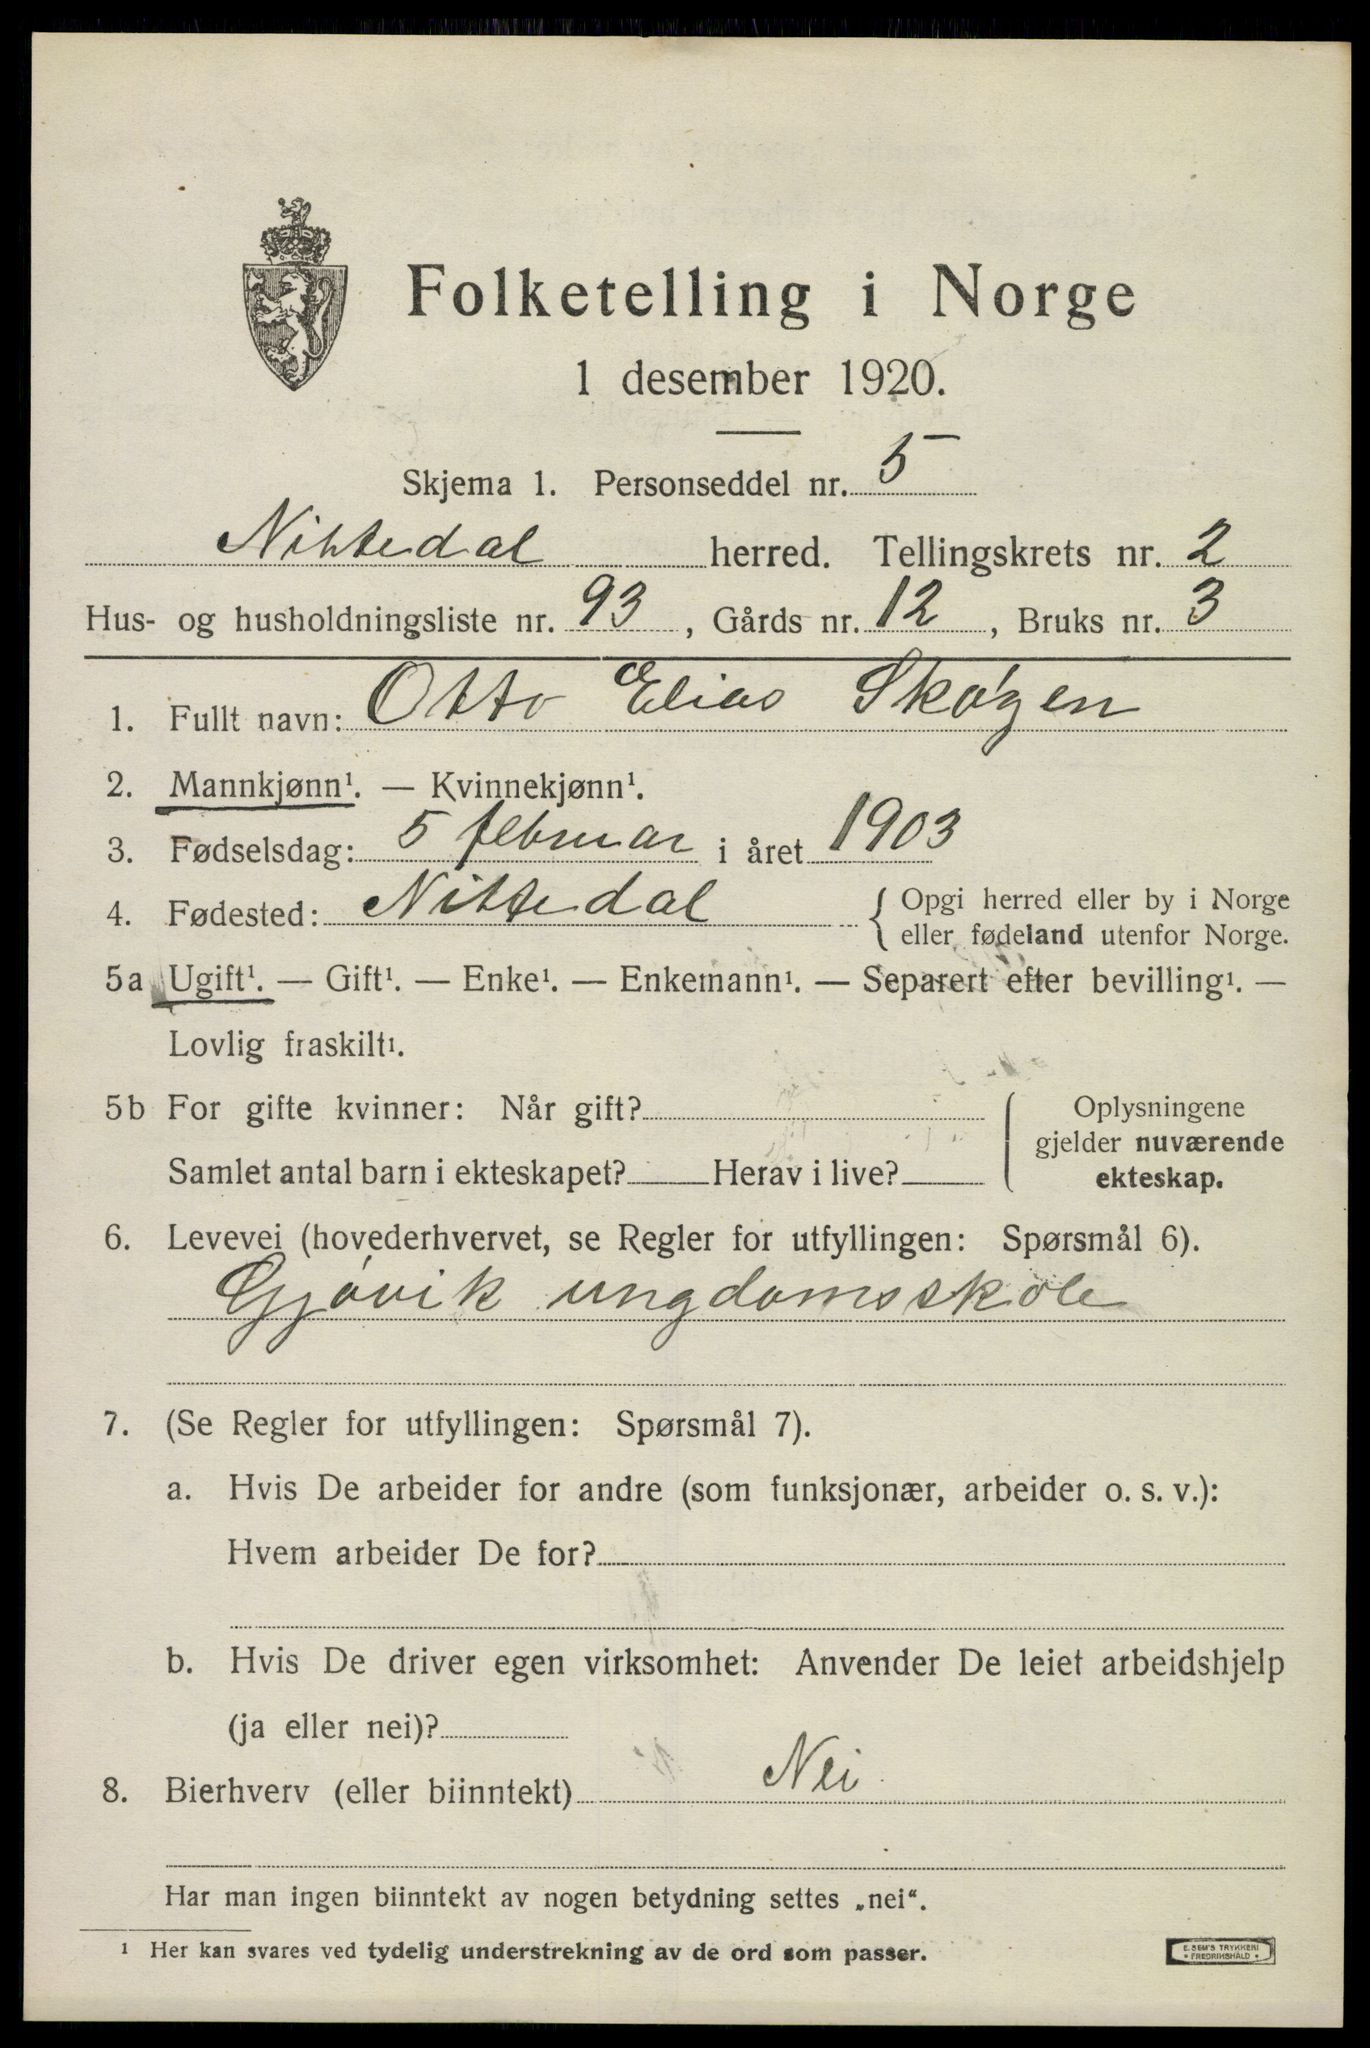 Folketelling i Norge
1 desember 1920.
Skjema 1. Personseddel nr. 5
Nittedal herred. Tellingskrets nr. 2
Hus- og husholdningsliste nr. 93, Gårds nr. 12, Bruks nr. 3
1. Fullt navn: Otto Elias Skøgen
2. Mannkjønn¹. — Kvinnekjønn¹.
3. Fødselsdag: 5 februar i året 1903
4. Fødested: Nittedal { Opgi herred eller by i Norge
eller fødeland utenfor Norge.
5a Ugift¹. — Gift¹. — Enke¹. — Enkemann¹. — Separert efter bevilling¹. —
Lovlig fraskilt¹.
5b For gifte kvinner: Når gift?
Samlet antal barn i ekteskapet? Herav i live?
Oplysningene
gjelder nuværende
ekteskap.
6. Levevei (hovederhvervet, se Regler for utfyllingen: Spørsmål 6).
Gjøvik ungdomsskole
7. (Se Regler for utfyllingen: Spørsmål 7).
a. Hvis De arbeider for andre (som funksjonær, arbeider o. s. v.):
Hvem arbeider De for?
b. Hvis De driver egen virksomhet: Anvender De leiet arbeidshjelp
(ja eller nei)?
8. Bierhverv (eller biinntekt) Nei
Har man ingen biinntekt av nogen betydning settes „nei".
¹ Her kan svares ved tydelig understrekning av de ord som passer.
E. SEM'S TRYKKERI
• FREDRIKSHALD •